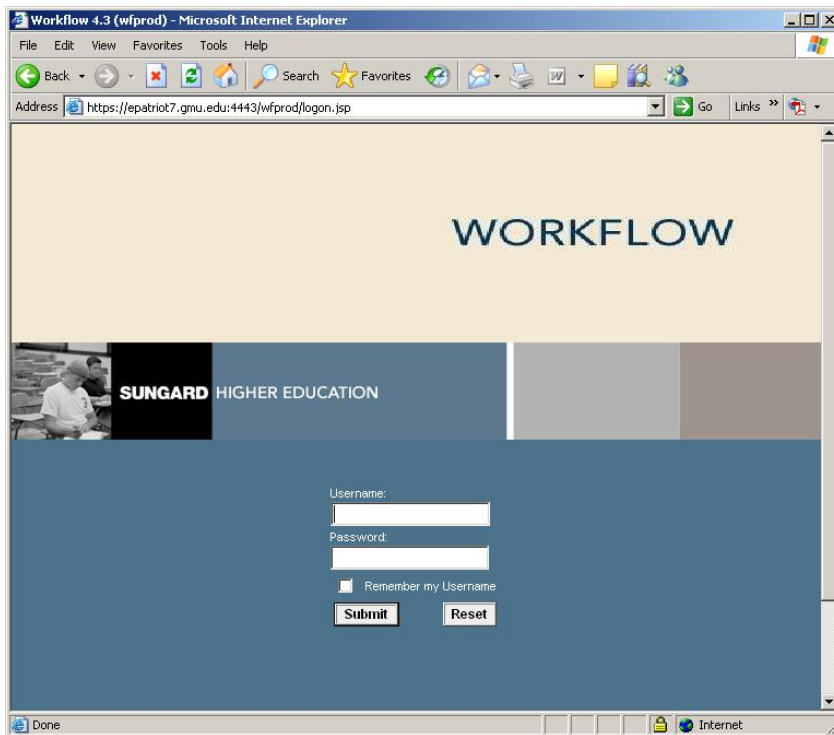 Workflow 4.3 (wfprod) - Microsoft Internet Explorer
File Edit View Favorites Tools Help
Back Search Favorites
Address https://epatriot7.gmu.edu:4443/wfprod/logon.jsp Go Links »
WORKFLOW
SUNGARD HIGHER EDUCATION
Username:
Password:
Remember my Username
Submit Reset
Done Internet